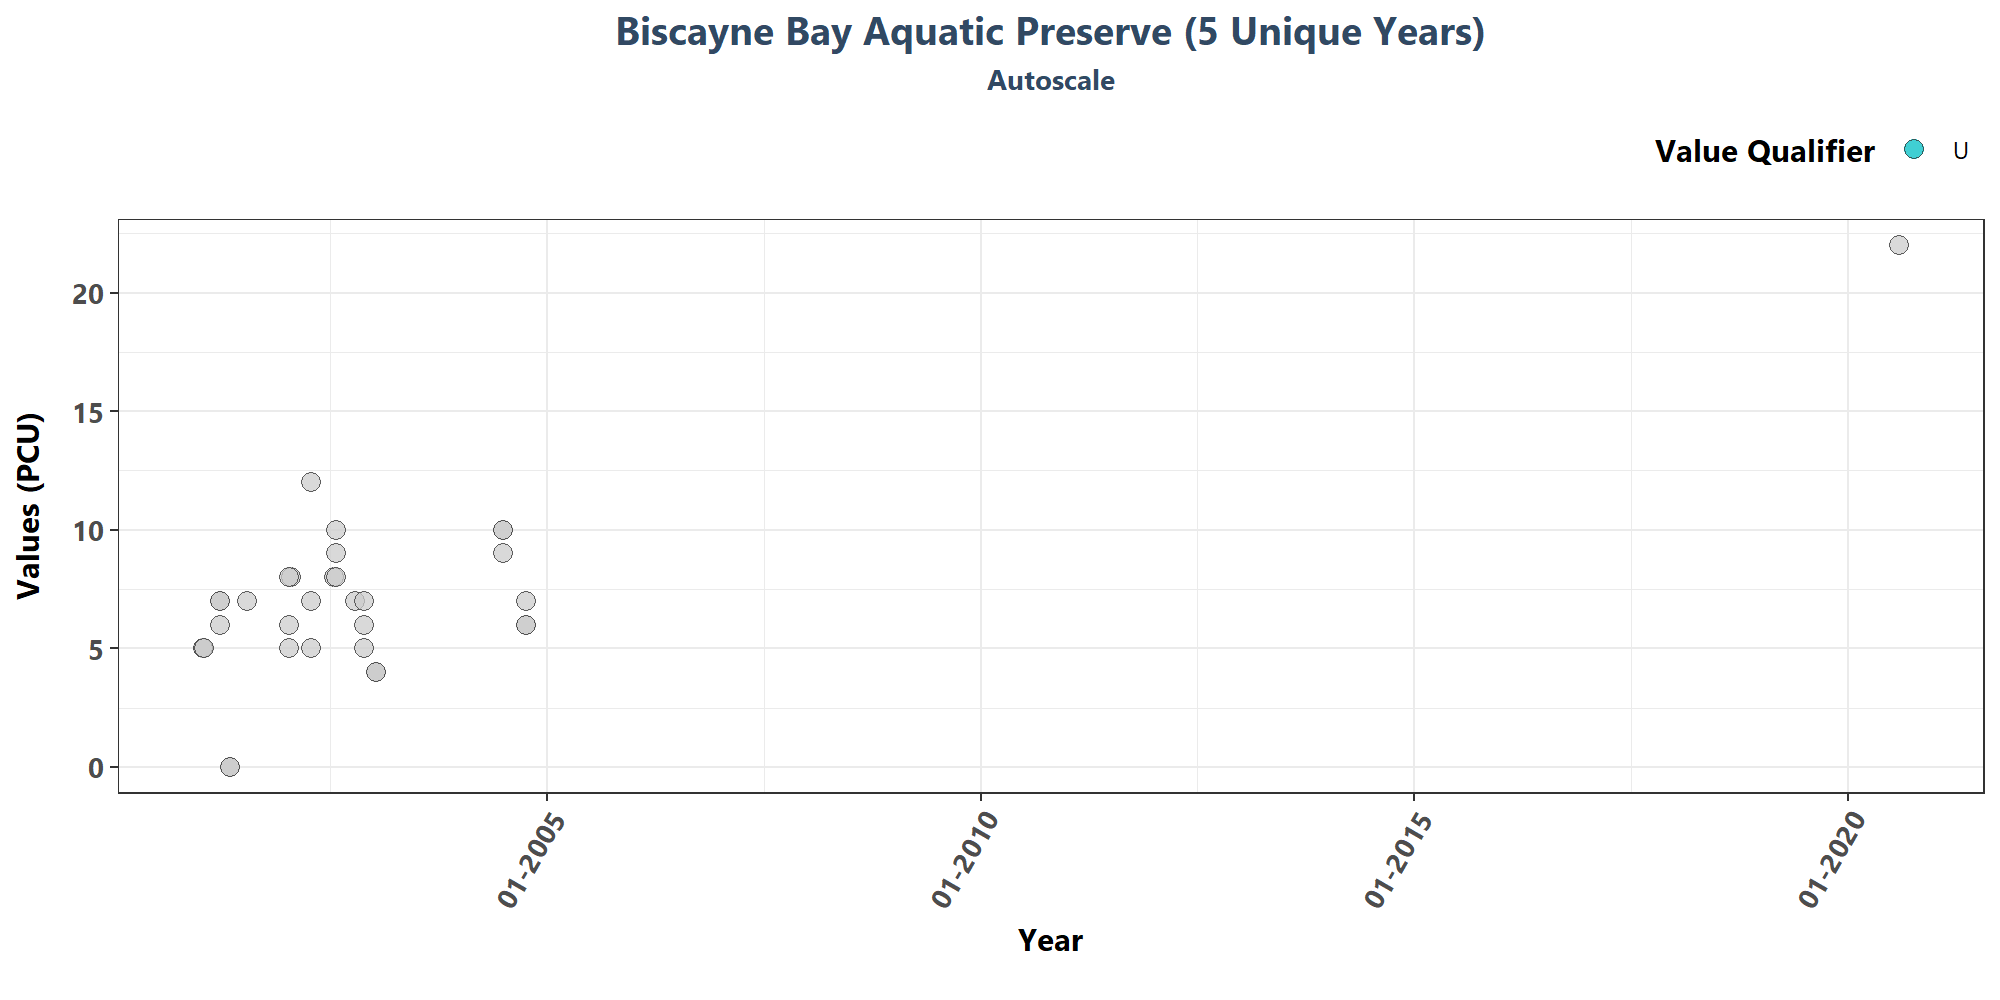 Biscayne Bay Aquatic Preserve (5 Unique Years)
Autoscale
Value Qualifier U
Values (PCU)
20
15
10
5
0
01-2005 01-2010 01-2015 01-2020
Year